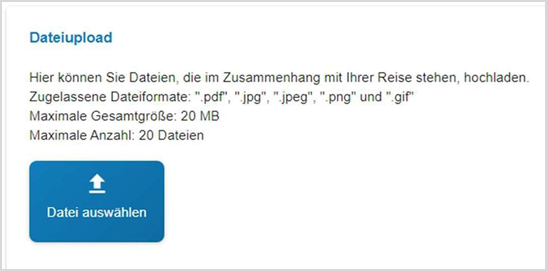 Dateiupload
Hier können Sie Dateien, die im Zusammenhang mit Ihrer Reise stehen, hochladen.
Zugelassene Dateiformate: ".pdf", ".jpg", ".jpeg", ".png" und ".gif"
Maximale Gesamtgröße: 20 MB
Maximale Anzahl: 20 Dateien
Datei auswählen